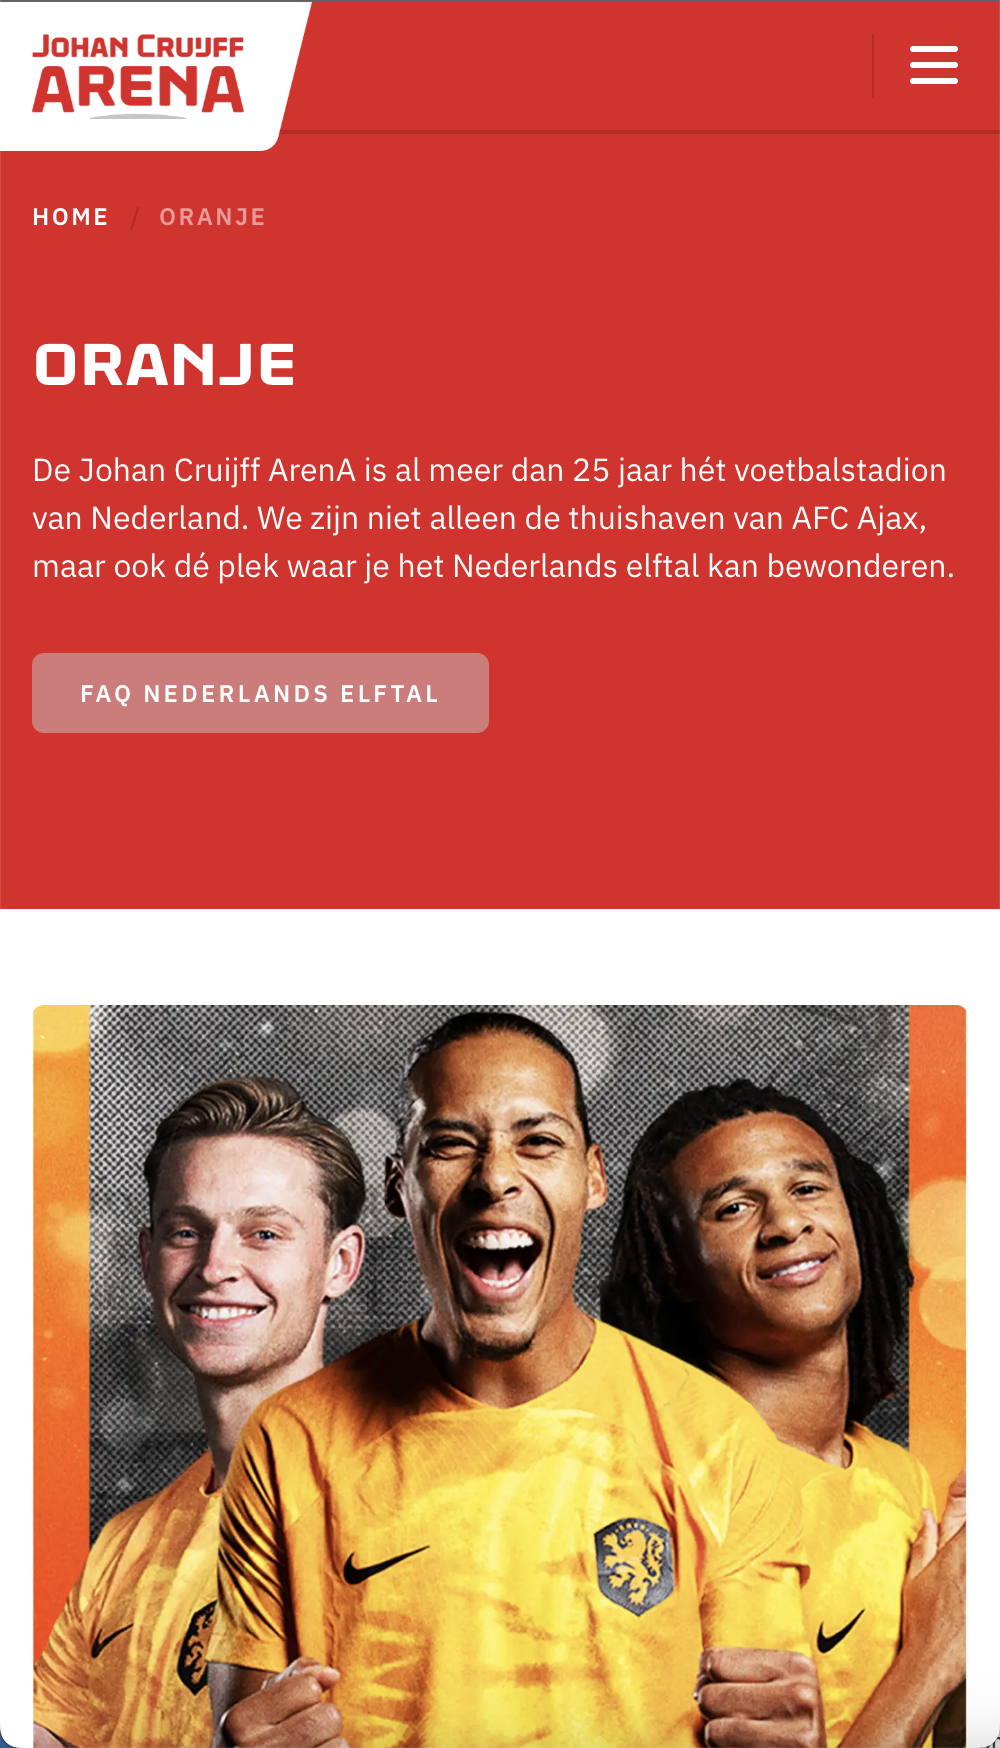 JOHAN CRUIJFF
ARENA
HOME / ORANJE
ORANJE
De Johan Cruijff ArenA is al meer dan 25 jaar hét voetbalstadion
van Nederland. We zijn niet alleen de thuishaven van AFC Ajax,
maar ook dé plek waar je het Nederlands elftal kan bewonderen.
FAQ NEDERLANDS ELFTAL